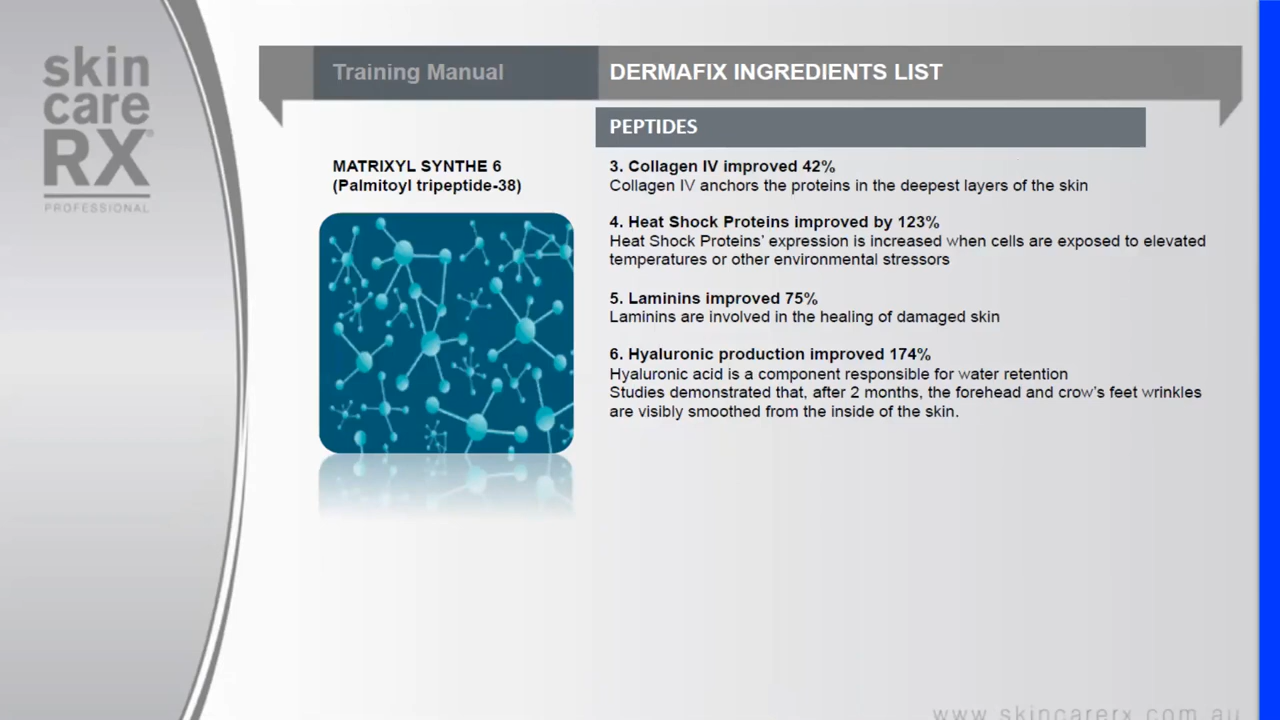 skin
care
RX®
PROFESSIONAL
Training Manual
DERMAFIX INGREDIENTS LIST
PEPTIDES
MATRIXYL SYNTHE 6
(Palmitoyl tripeptide-38)
3. Collagen IV improved 42%
Collagen IV anchors the proteins in the deepest layers of the skin
4. Heat Shock Proteins improved by 123%
Heat Shock Proteins' expression is increased when cells are exposed to elevated
temperatures or other environmental stressors
5. Laminins improved 75%
Laminins are involved in the healing of damaged skin
6. Hyaluronic production improved 174%
Hyaluronic acid is a component responsible for water retention
Studies demonstrated that, after 2 months, the forehead and crow's feet wrinkles
are visibly smoothed from the inside of the skin.
www.skincarerx.com.au